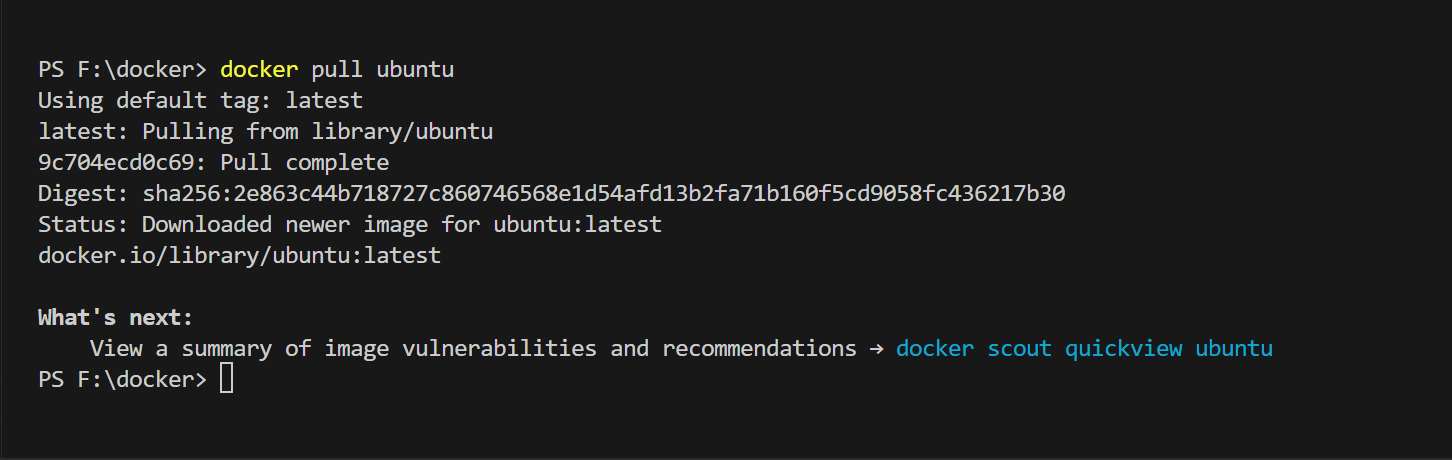 PS F:\docker> docker pull ubuntu
Using default tag: latest
latest: Pulling from library/ubuntu
9c704ecd0c69: Pull complete
Digest: sha256:2e863c44b718727c860746568e1d54afd13b2fa71b160f5cd9058fc436217b30
Status: Downloaded newer image for ubuntu:latest
docker.io/library/ubuntu:latest
What's next:
View a summary of image vulnerabilities and recommendations → docker scout quickview ubuntu
PS F:\docker>